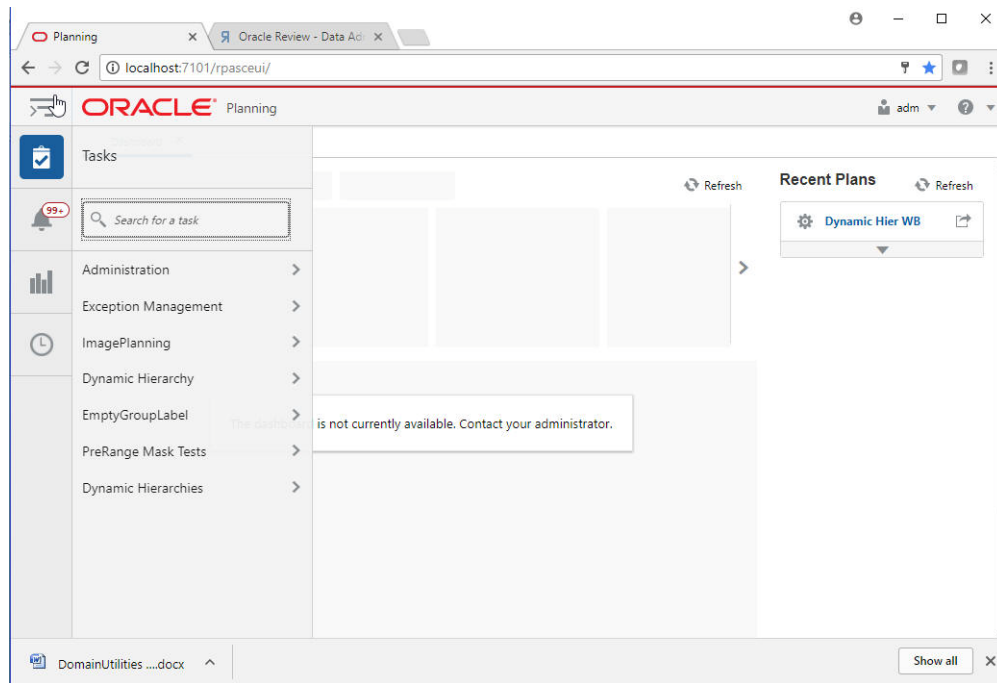 Planning
Oracle Review - Data Ad
localhost:7101/rpasceui/
ORACLE Planning
adm
Tasks
99+
Search for a task
Administration
Exception Management
ImagePlanning
Dynamic Hierarchy
EmptyGroupLabel
PreRange Mask Tests
Dynamic Hierarchies
Refresh
Recent Plans
Refresh
Dynamic Hier WB
The dashboard is not currently available. Contact your administrator.
DomainUtilities ....docx
Show all